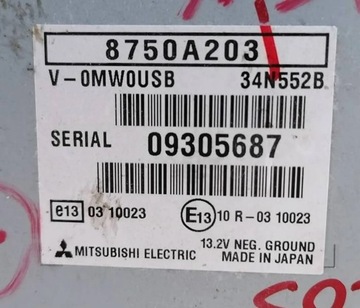 8750A203
V-0MW0USB 34N552B
SERIAL 09305687
e13 03 10023 E13 10 R-03 10023
MITSUBISHI ELECTRIC 13.2V NEG. GROUND
MADE IN JAPAN